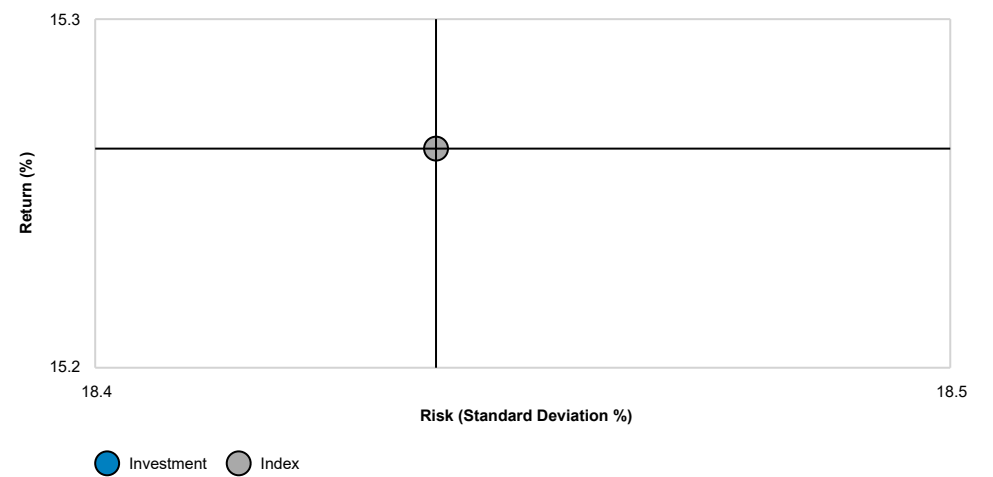 15.3
Return (%)
15.2
18.4
18.5
Risk (Standard Deviation %)
Investment
Index